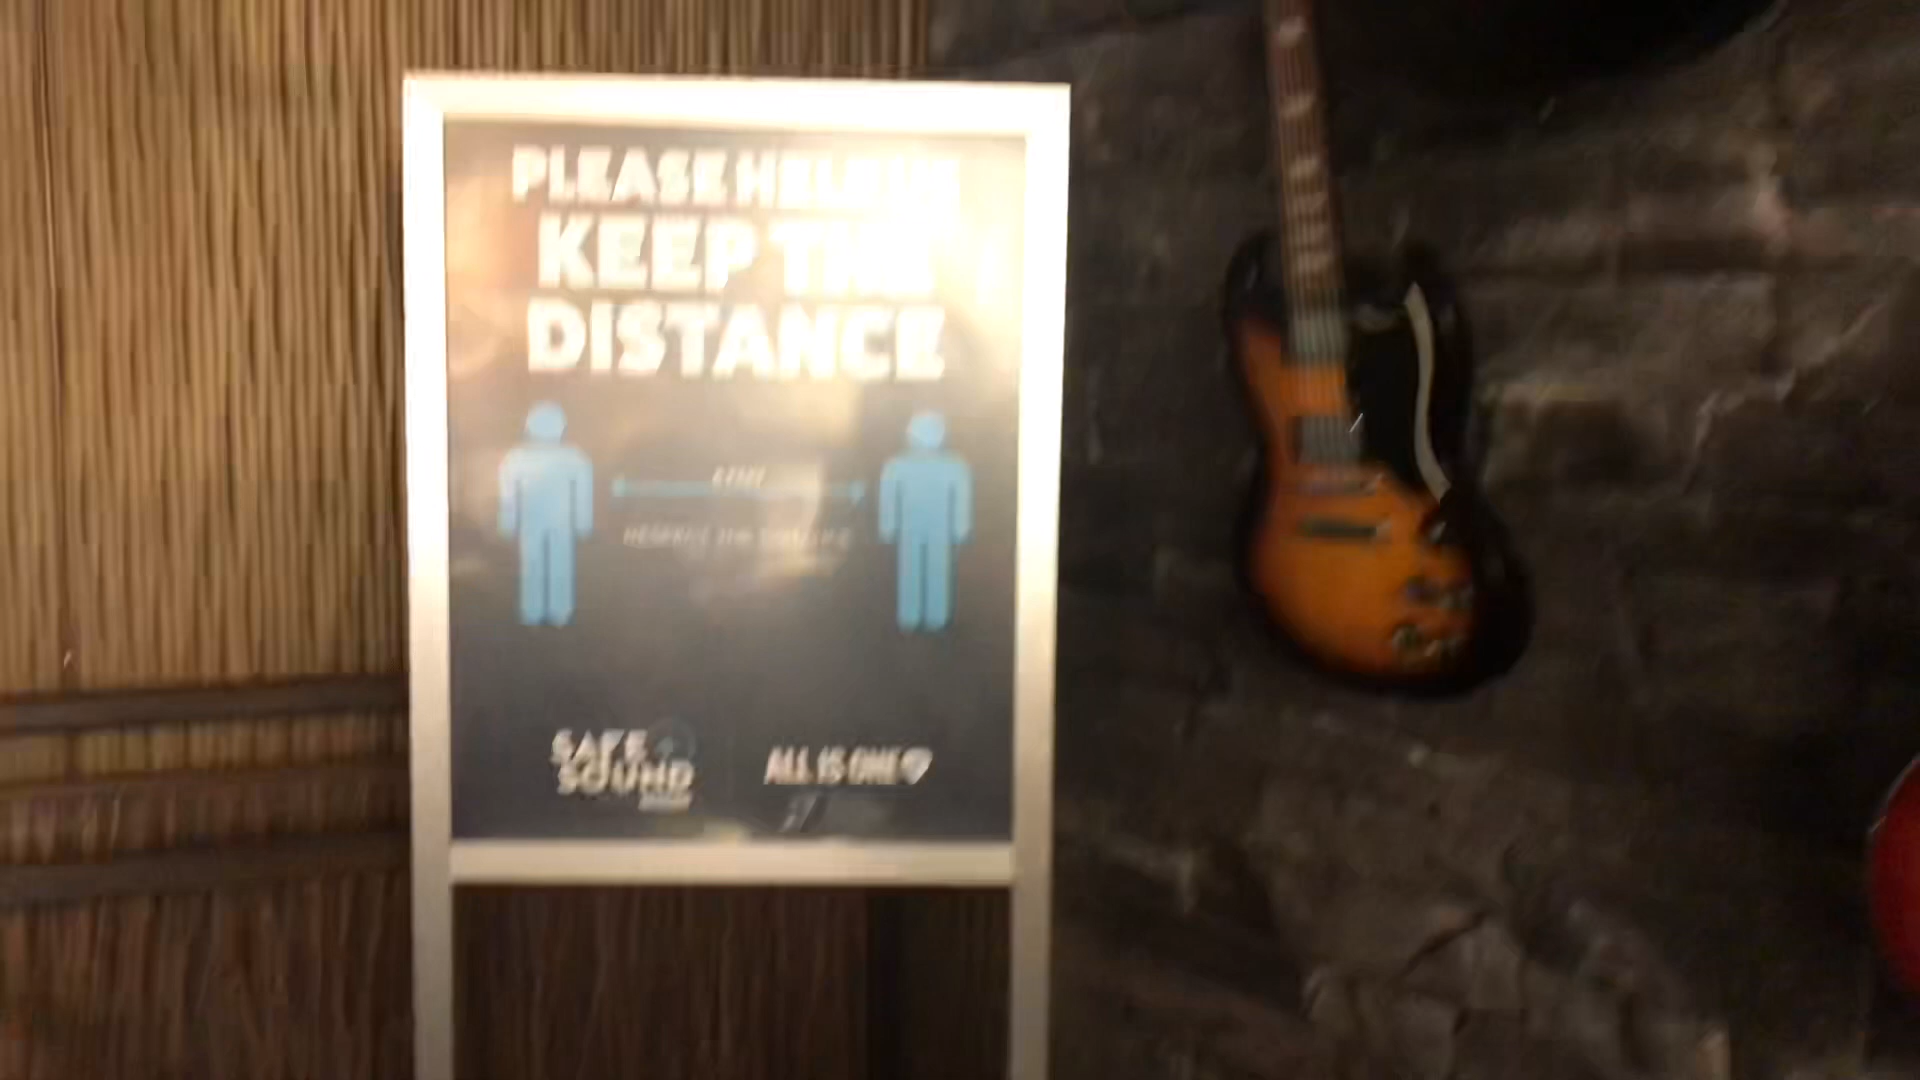 PLEASE HELP US
KEEP THE
DISTANCE
SAFE +
SOUND
ALL IS ONE